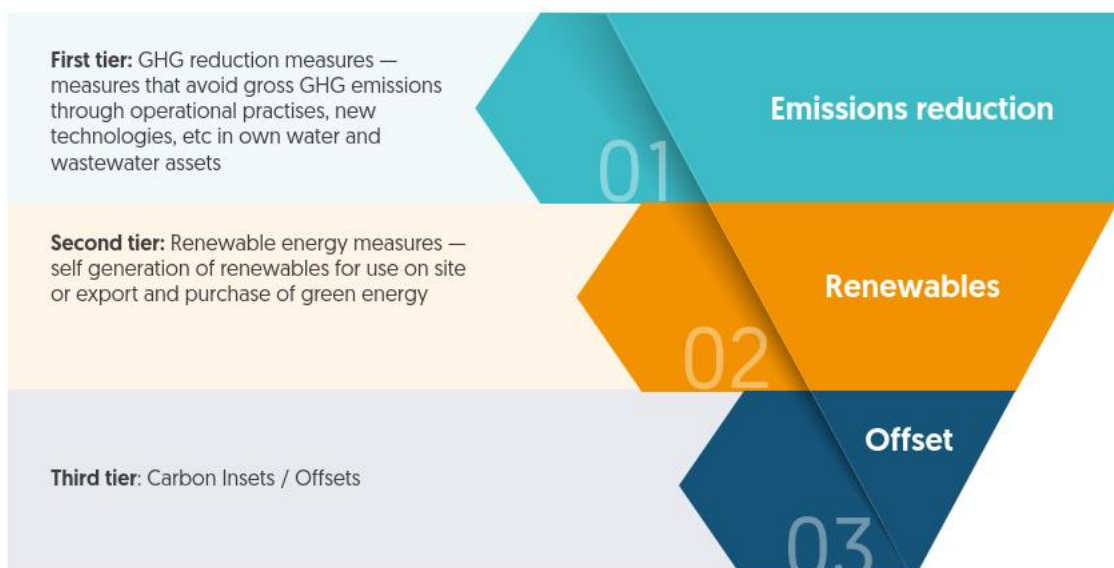 First tier: GHG reduction measures —
measures that avoid gross GHG emissions
through operational practises, new
technologies, etc in own water and
wastewater assets
01
Emissions reduction
Second tier: Renewable energy measures —
self generation of renewables for use on site
or export and purchase of green energy
02
Renewables
Third tier: Carbon Insets / Offsets
03
Offset